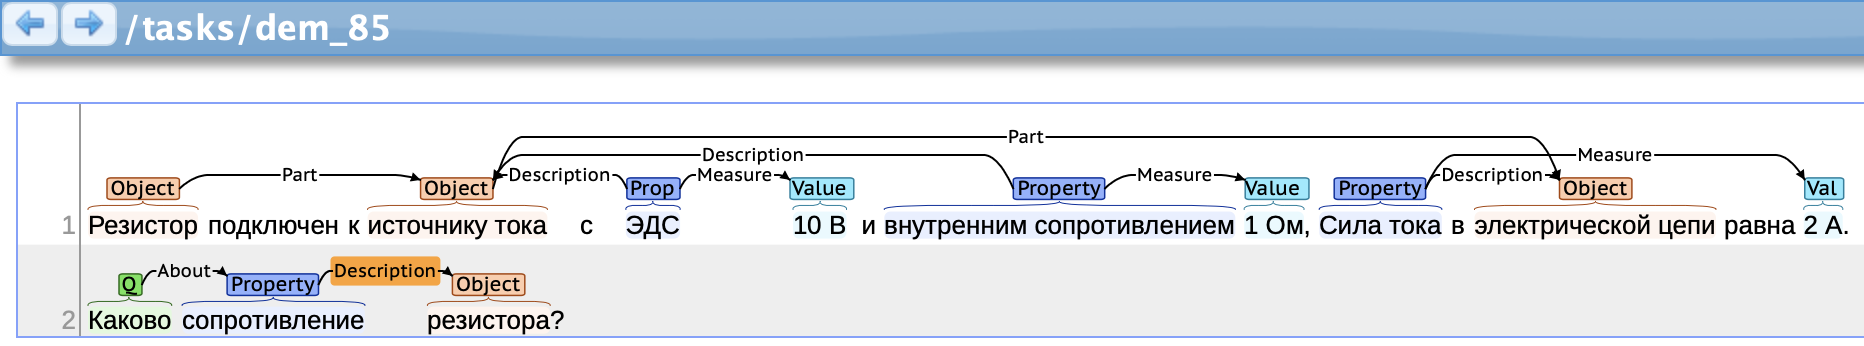 /tasks/dem_85
Part
Description Measure
Part Description Measure Measure Description
Object Object Prop Value Property Value Property Object Val
1 Резистор подключен к источнику тока с ЭДС 10 В и внутренним сопротивлением 1 Ом, Сила тока в электрической цепи равна 2 А.
About Description
Q Property Object
2 Каково сопротивление резистора?